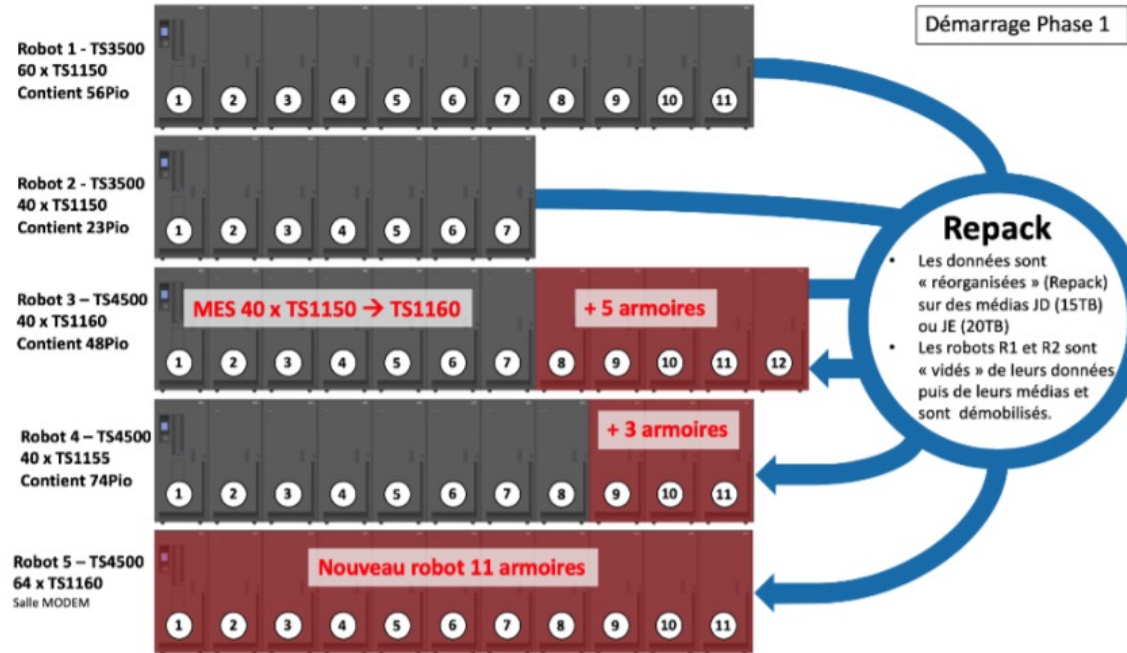 Démarrage Phase 1
Robot 1 - TS3500
60 x TS1150
Contient 56Pio
1 2 3 4 5 6 7 8 9 10 11
Robot 2 - TS3500
40 x TS1150
Contient 23Pio
1 2 3 4 5 6 7
Robot 3 – TS4500
40 x TS1160
Contient 48Pio
MES 40 x TS1150 → TS1160
+ 5 armoires
1 2 3 4 5 6 7 8 9 10 11 12
Robot 4 – TS4500
40 x TS1155
Contient 74Pio
+ 3 armoires
1 2 3 4 5 6 7 8 9 10 11
Robot 5 – TS4500
64 x TS1160
Salle MODEM
Nouveau robot 11 armoires
1 2 3 4 5 6 7 8 9 10 11
Repack
• Les données sont
« réorganisées » (Repack)
sur des médias JD (15TB)
ou JE (20TB)
• Les robots R1 et R2 sont
« vidés » de leurs données
puis de leurs médias et
sont démobilisés.